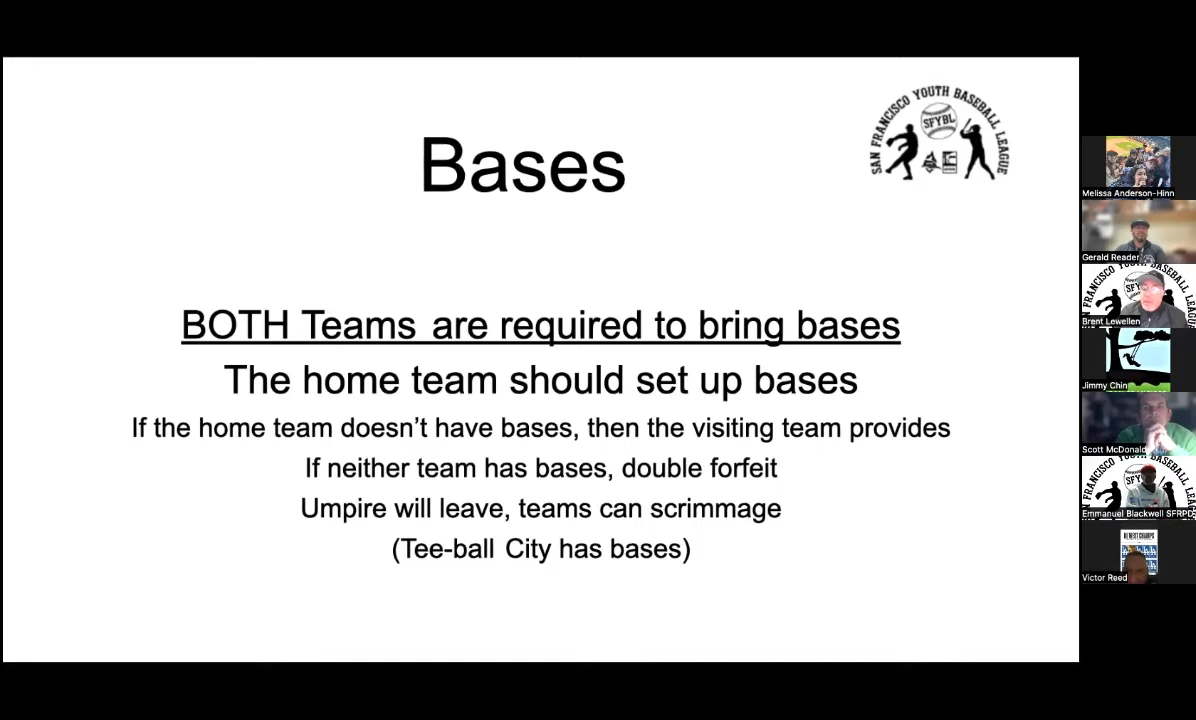 SAN FRANCISCO YOUTH BASEBALL LEAGUE
SFYBL
Bases
BOTH Teams are required to bring bases
The home team should set up bases
If the home team doesn’t have bases, then the visiting team provides
If neither team has bases, double forfeit
Umpire will leave, teams can scrimmage
(Tee-ball City has bases)
Melissa Anderson-Hinn
Gerald Reader
Brent Lewellen
Jimmy Chin
Scott McDonald
Emmanuel Blackwell SFRPD
Victor Reed